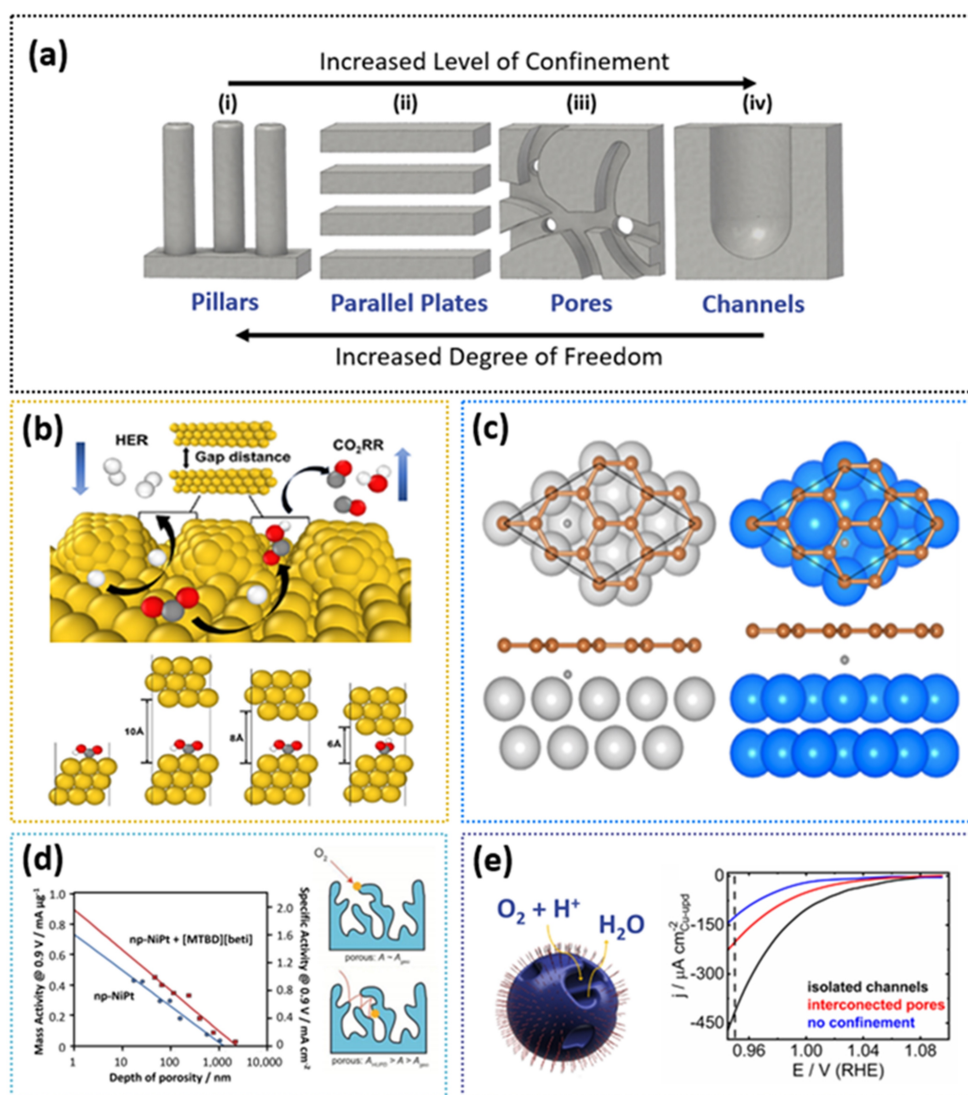 (a)
Increased Level of Confinement
(i) (ii) (iii) (iv)
Pillars Parallel Plates Pores Channels
Increased Degree of Freedom
(b)
HER
Gap distance
CO2RR
10Å
8Å
6Å
(c)
(d)
Mass Activity @ 0.9 V / mA µg-1
1.0
0.8
0.6
0.4
0.2
0
np-NiPt + [MTBD][beti]
np-NiPt
2.0
1.6
1.2
0.8
0.4
0
Specific Activity @ 0.9 V / mA cm-2
1 10 100 1000 10,000
Depth of porosity / nm
O2
porous: A ~ Ageo
porous: AHUPD > A > Ageo
(e)
O2 + H+
H2O
j / µA cm-2Cu-upd
0
-150
-300
-450
isolated channels
interconected pores
no confinement
0.96 1.00 1.04 1.08
E / V (RHE)